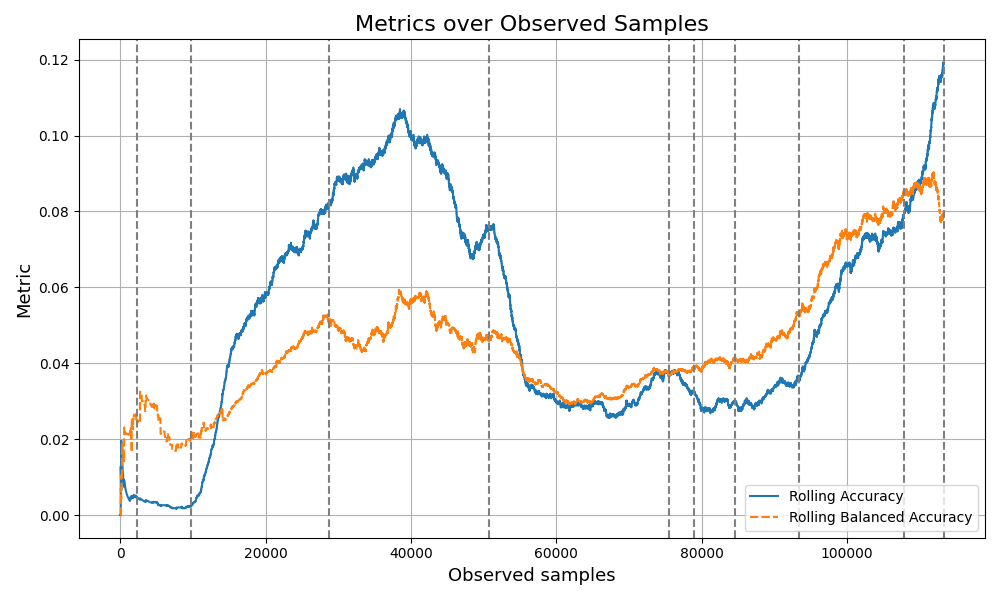 Metrics over Observed Samples
Metric
0.12
0.10
0.08
0.06
0.04
0.02
0.00
0 20000 40000 60000 80000 100000
Observed samples
Rolling Accuracy
Rolling Balanced Accuracy